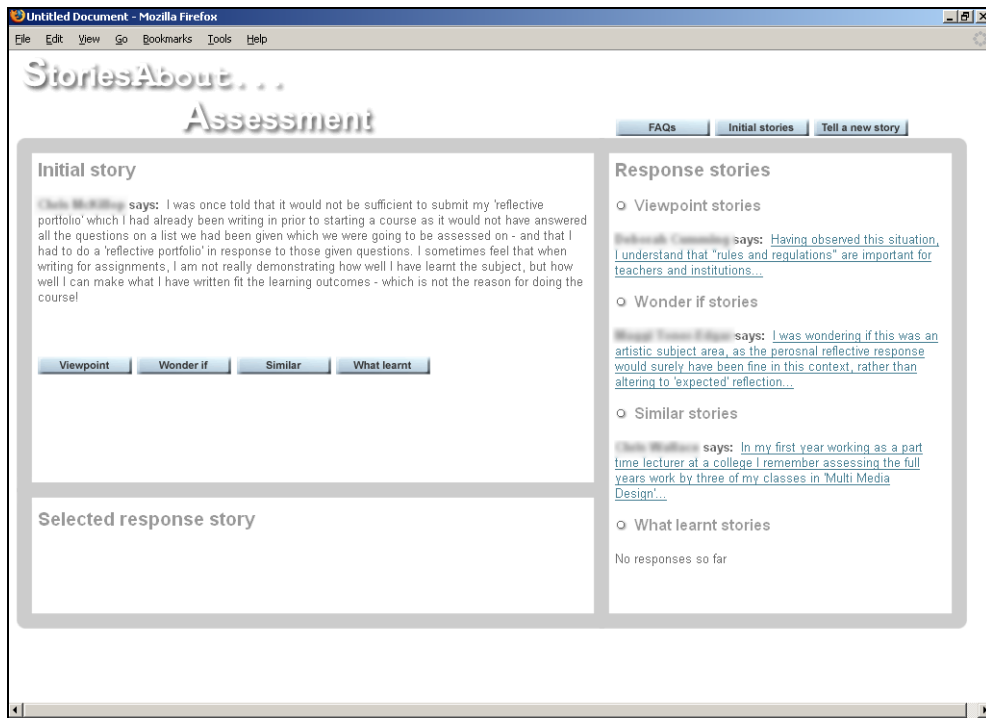 Untitled Document - Mozilla Firefox
File Edit View Go Bookmarks Tools Help
StoriesAbout...
Assessment
FAQs Initial stories Tell a new story
Initial story
says: I was once told that it would not be sufficient to submit my 'reflective
portfolio' which I had already been writing in prior to starting a course as it would not have answered
all the questions on a list we had been given which we were going to be assessed on - and that I
had to do a 'reflective portfolio' in response to those given questions. I sometimes feel that when
writing for assignments, I am not really demonstrating how well I have learnt the subject, but how
well I can make what I have written fit the learning outcomes - which is not the reason for doing the
course!
Viewpoint Wonder if Similar What learnt
Selected response story
Response stories
Viewpoint stories
says: Having observed this situation,
I understand that "rules and regulations" are important for
teachers and institutions...
Wonder if stories
says: I was wondering if this was an
artistic subject area, as the perosnal reflective response
would surely have been fine in this context, rather than
altering to 'expected' reflection...
Similar stories
says: In my first year working as a part
time lecturer at a college I remember assessing the full
years work by three of my classes in 'Multi Media
Design'...
What learnt stories
No responses so far